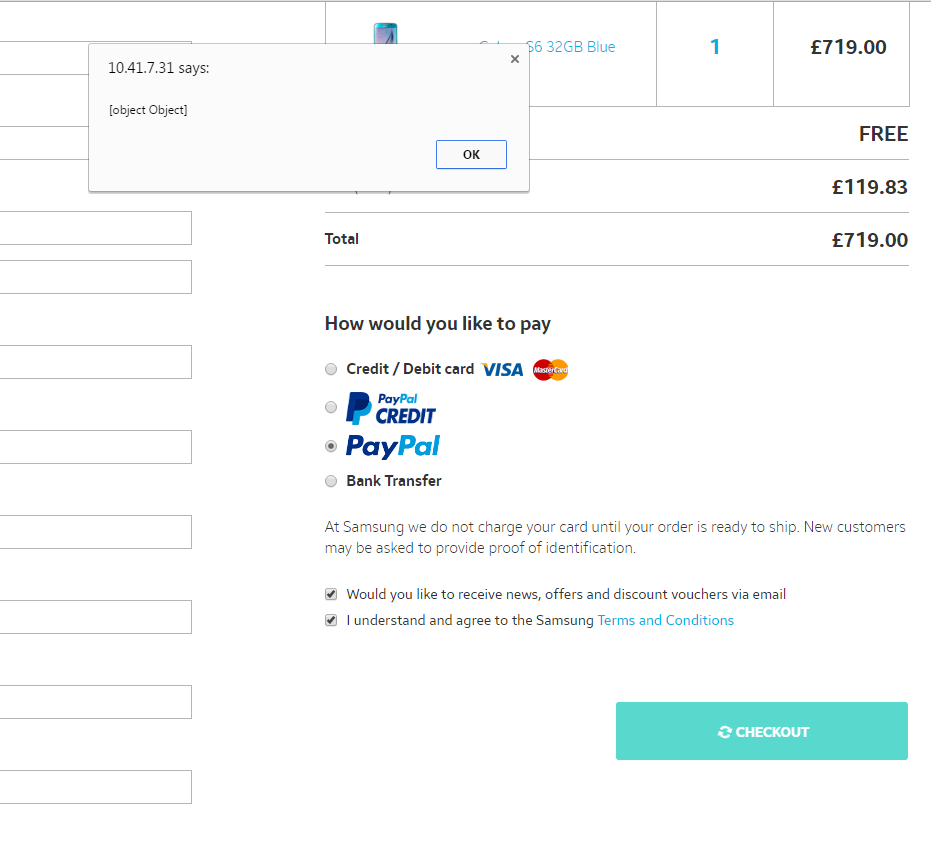 S6 32GB Blue
1
£719.00
10.41.7.31 says:
[object Object]
OK
FREE
£119.83
Total
£719.00
How would you like to pay
Credit / Debit card VISA MasterCard
PayPal
CREDIT
PayPal
Bank Transfer
At Samsung we do not charge your card until your order is ready to ship. New customers
may be asked to provide proof of identification.
Would you like to receive news, offers and discount vouchers via email
I understand and agree to the Samsung Terms and Conditions
CHECKOUT